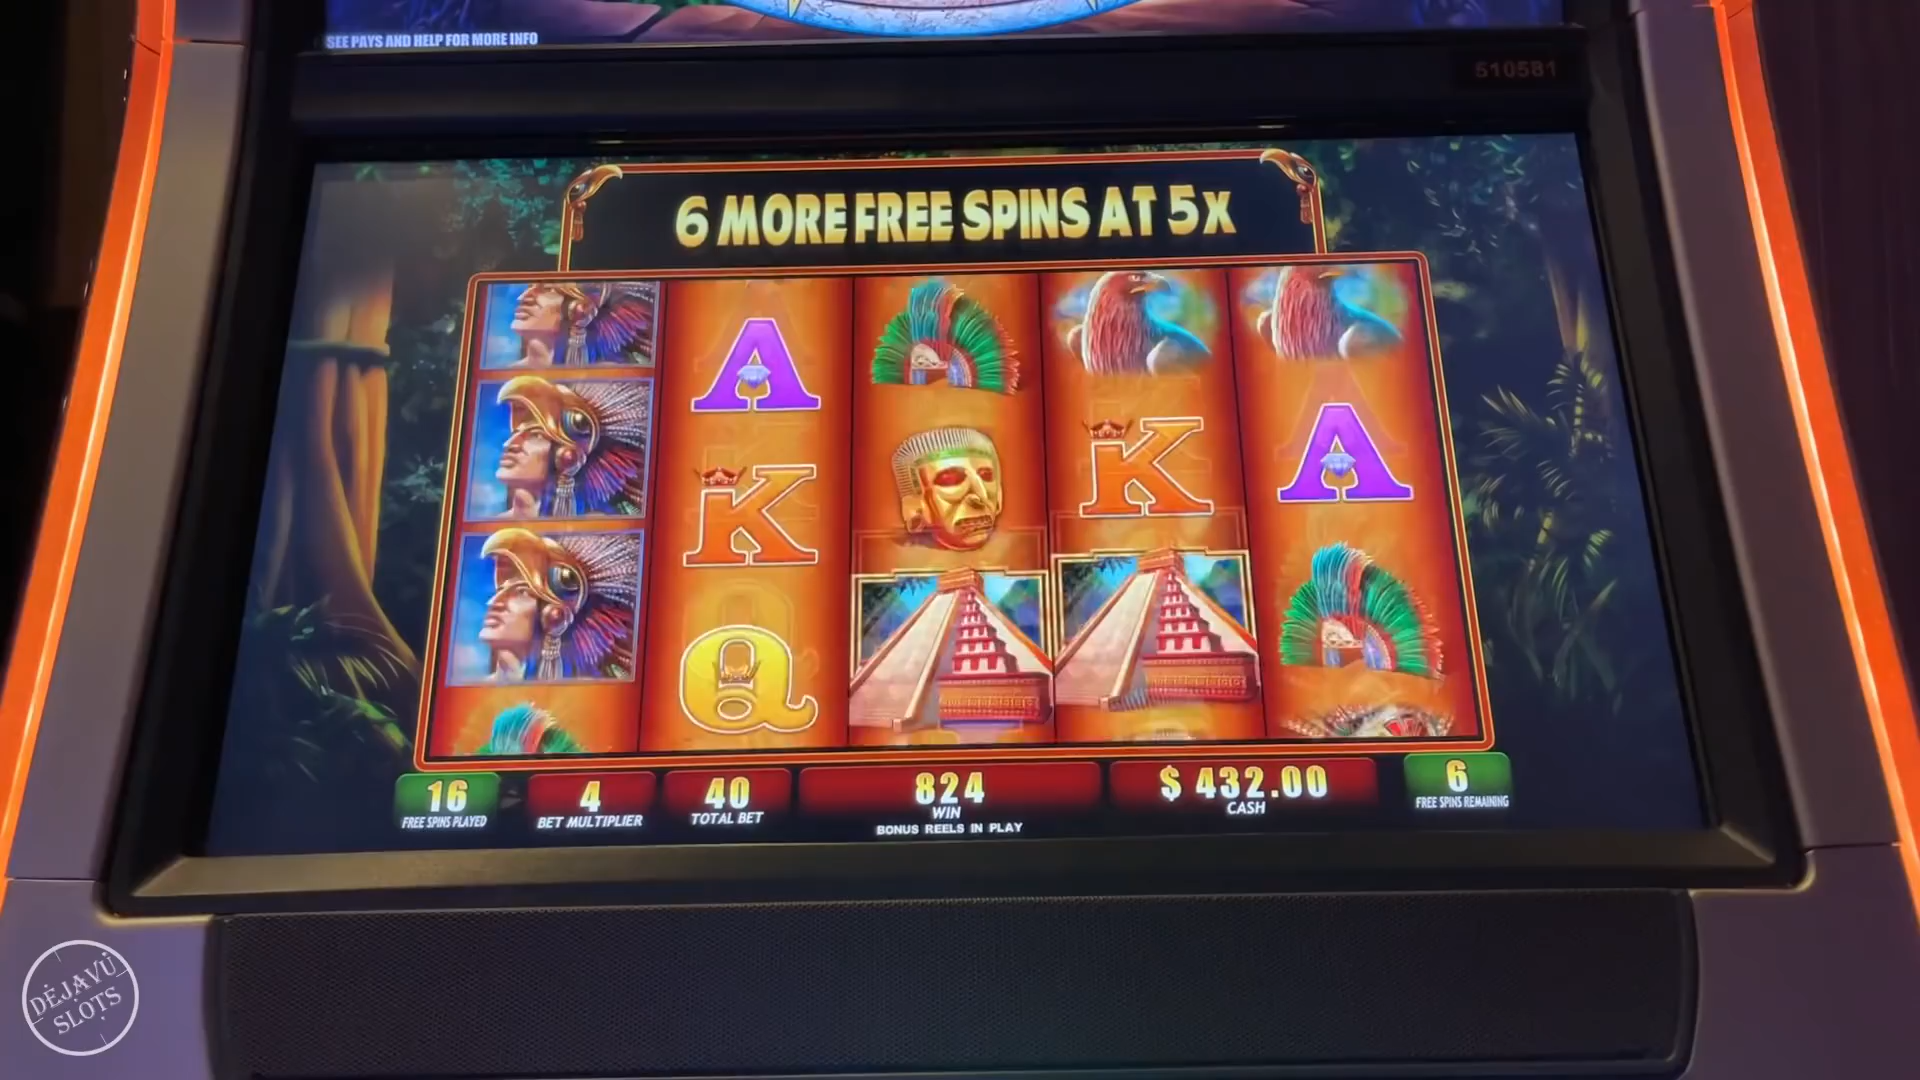 SEE PAYS AND HELP FOR MORE INFO
510581
6 MORE FREE SPINS AT 5X
A
K
K
A
Q
16
FREE SPINS PLAYED
4
BET MULTIPLIER
40
TOTAL BET
824
WIN
BONUS REELS IN PLAY
$ 432.00
CASH
6
FREE SPINS REMAINING
DEJAVU
SLOTS